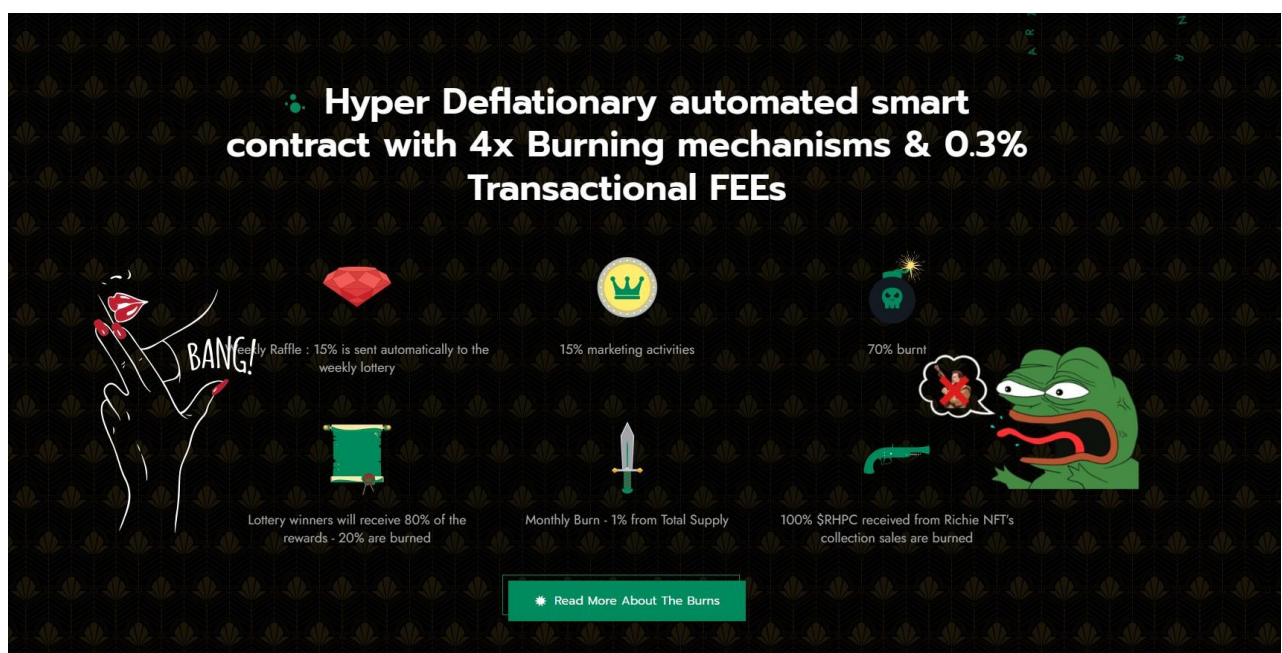 Hyper Deflationary automated smart
contract with 4x Burning mechanisms & 0.3%
Transactional FEEs
BANG!
Raffle : 15% is sent automatically to the
weekly lottery
15% marketing activities
70% burnt
Lottery winners will receive 80% of the
rewards - 20% are burned
Monthly Burn - 1% from Total Supply
100% $RHPC received from Richie NFT's
collection sales are burned
Read More About The Burns